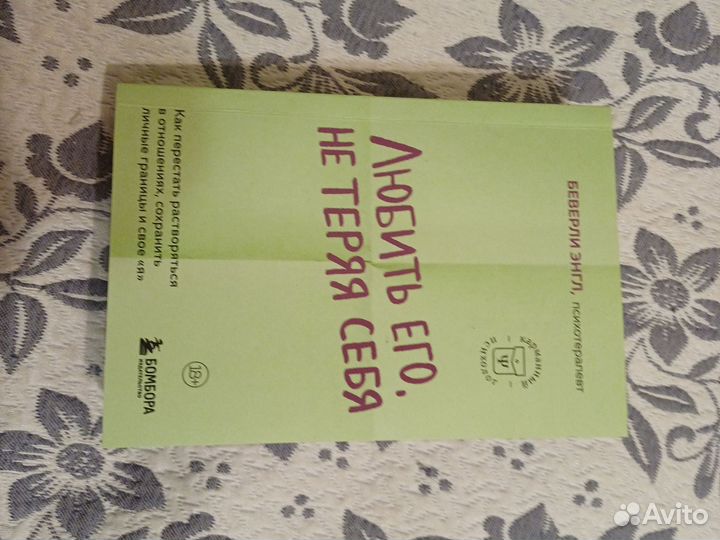 БЕВЕРЛИ ЭНГЛ, психотерапевт
карманный
психолог
ЛЮБИТЬ ЕГО,
НЕ ТЕРЯЯ СЕБЯ
Как перестать растворяться
в отношениях, сохранить
личные границы и свое «я»
18+
БОМБОРА
ИЗДАТЕЛЬСТВО
Avito